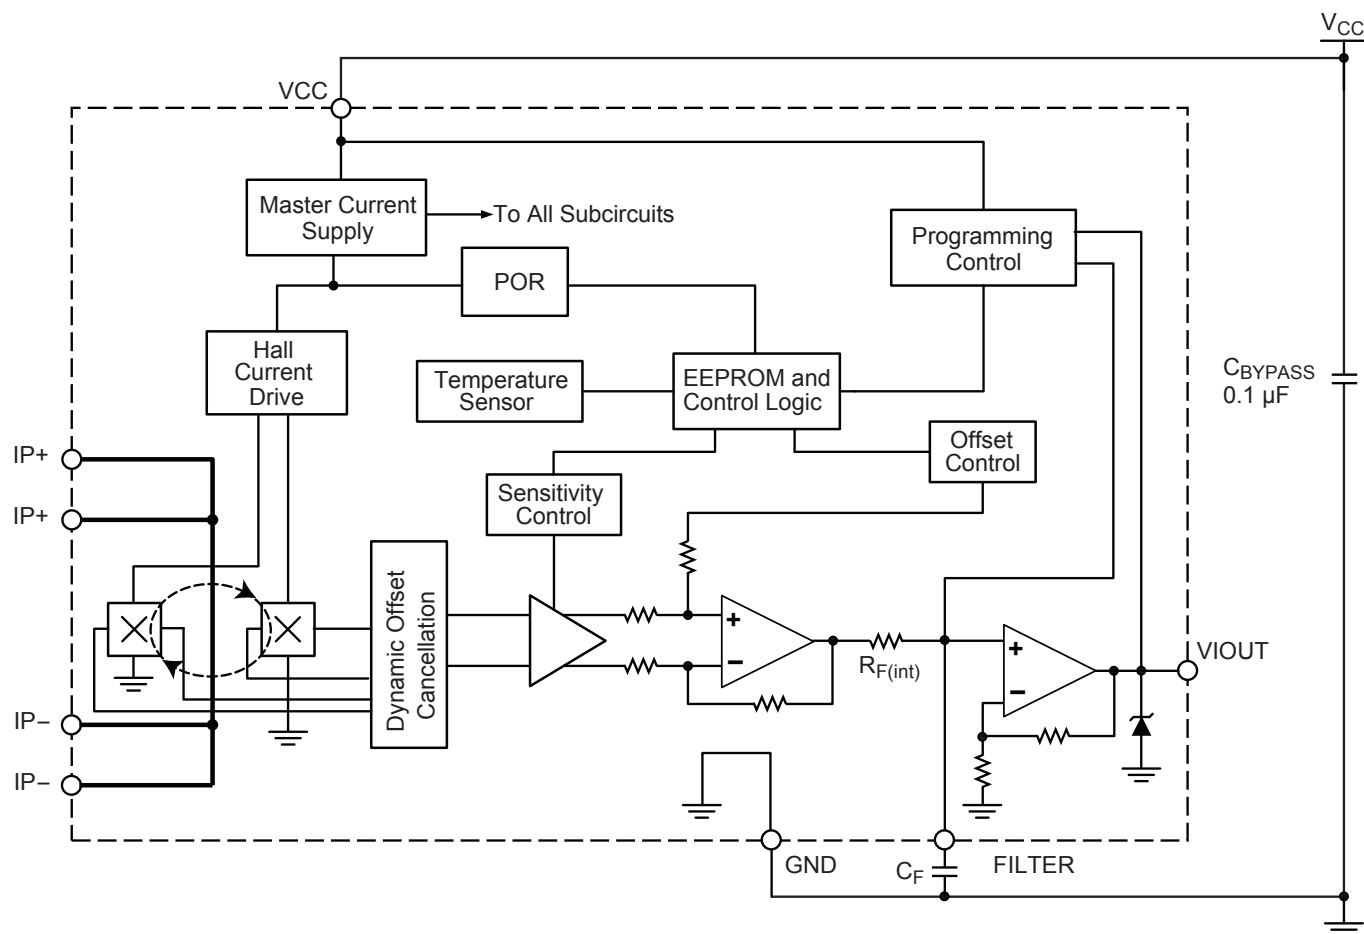 VCC
VCC
Master Current
Supply
To All Subcircuits
Programming
Control
POR
Hall
Current
Drive
Temperature
Sensor
EEPROM and
Control Logic
CBYPASS
0.1 µF
Offset
Control
IP+
Sensitivity
Control
IP+
Dynamic Offset
Cancellation
+
−
RF(int)
+
−
VIOUT
IP−
IP−
GND
CF
FILTER